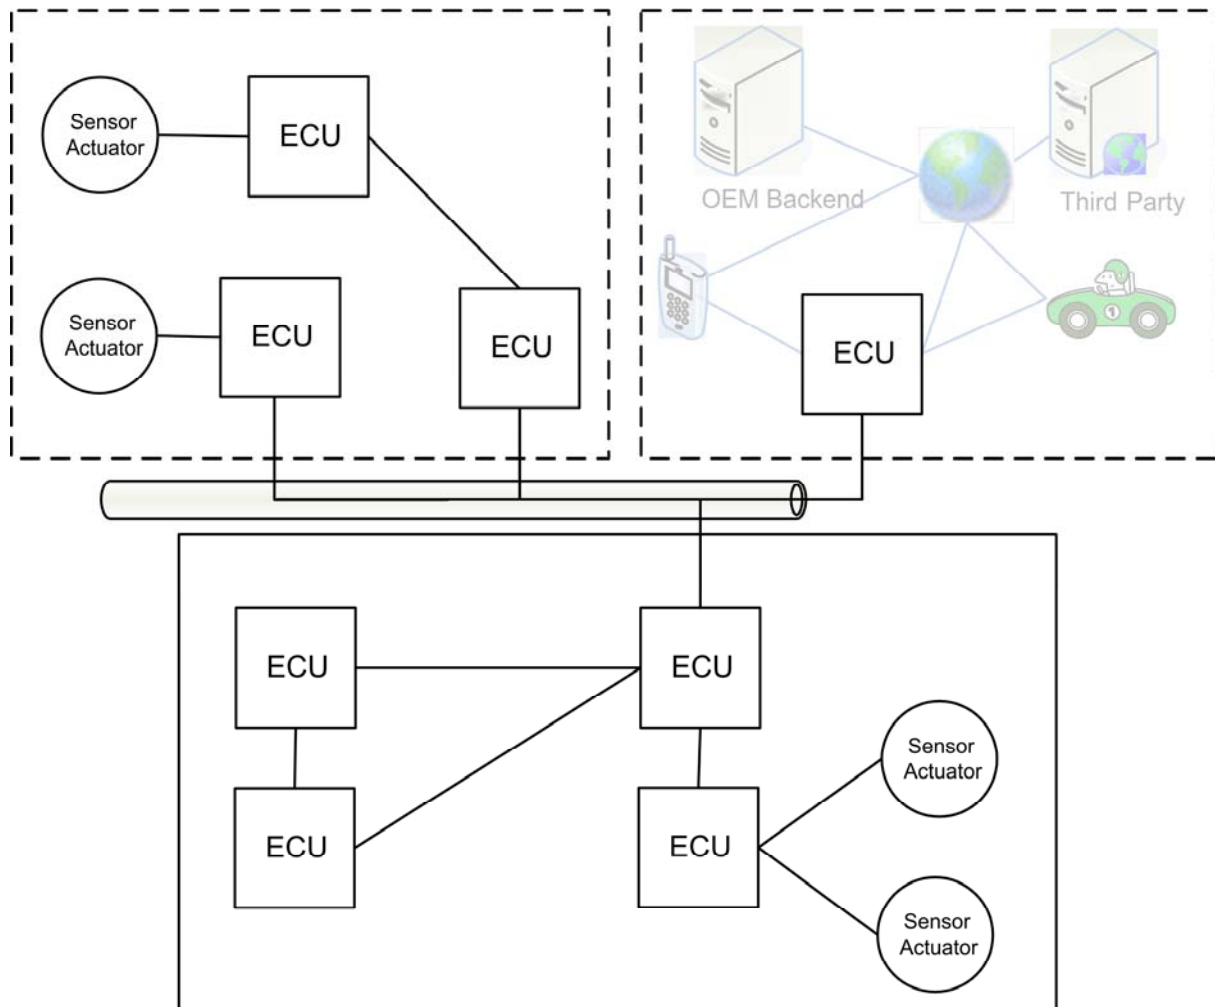 Sensor
Actuator
ECU
Sensor
Actuator
ECU
ECU
OEM Backend
Third Party
1
ECU
ECU
ECU
ECU
ECU
Sensor
Actuator
Sensor
Actuator